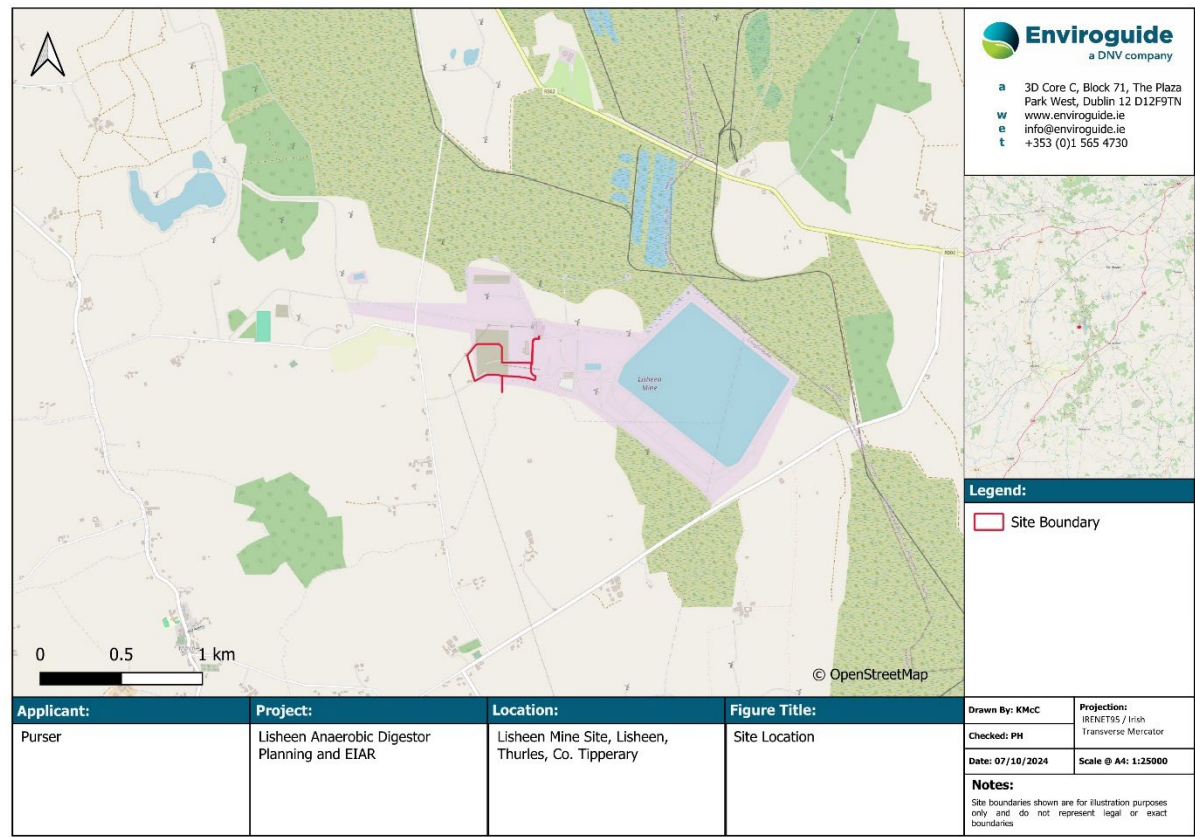 Enviroguide
a DNV company
a 3D Core C, Block 71, The Plaza
Park West, Dublin 12 D12F9TN
w www.enviroguide.ie
e info@enviroguide.ie
t +353 (0)1 565 4730
Lisheen
Mine
0 0.5 1 km
© OpenStreetMap
Legend:
Site Boundary
Applicant:
Purser
Project:
Lisheen Anaerobic Digestor
Planning and EIAR
Location:
Lisheen Mine Site, Lisheen,
Thurles, Co. Tipperary
Figure Title:
Site Location
Drawn By: KMcC
Checked: PH
Date: 07/10/2024
Projection:
IRENET95 / Irish
Transverse Mercator
Scale @ A4: 1:25000
Notes:
Site boundaries shown are for illustration purposes
only and do not represent legal or exact
boundaries